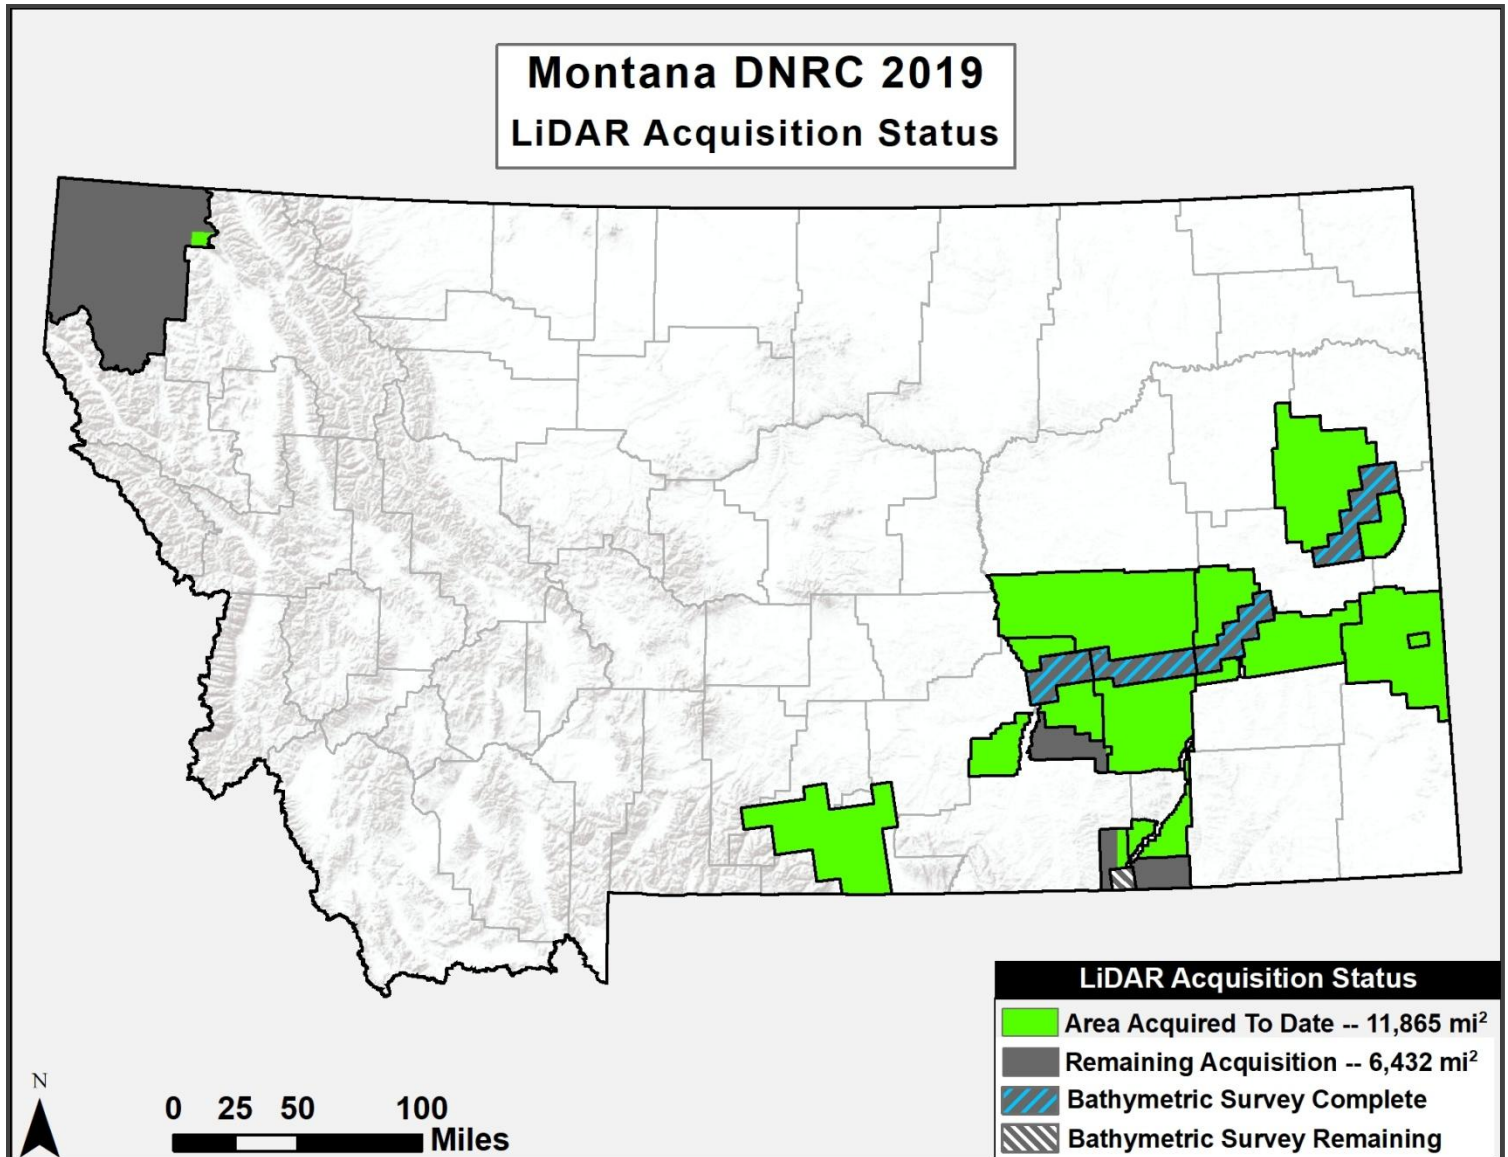 Montana DNRC 2019
LiDAR Acquisition Status
LiDAR Acquisition Status
Area Acquired To Date -- 11,865 mi²
Remaining Acquisition -- 6,432 mi²
Bathymetric Survey Complete
Bathymetric Survey Remaining
N
0 25 50 100
Miles